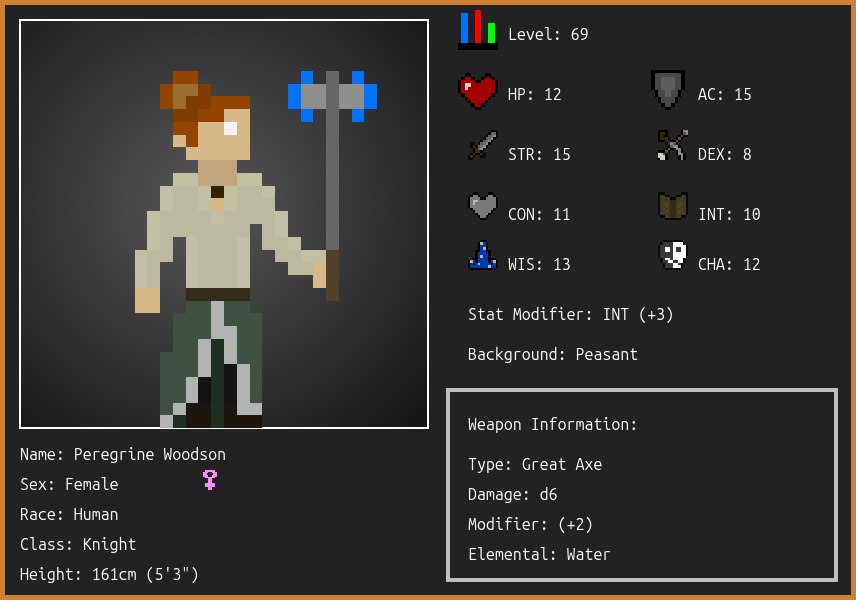 Level: 69
HP: 12
AC: 15
STR: 15
DEX: 8
CON: 11
INT: 10
WIS: 13
CHA: 12
Stat Modifier: INT (+3)
Background: Peasant
Weapon Information:
Type: Great Axe
Damage: d6
Modifier: (+2)
Elemental: Water
Name: Peregrine Woodson
Sex: Female
Race: Human
Class: Knight
Height: 161cm (5'3")